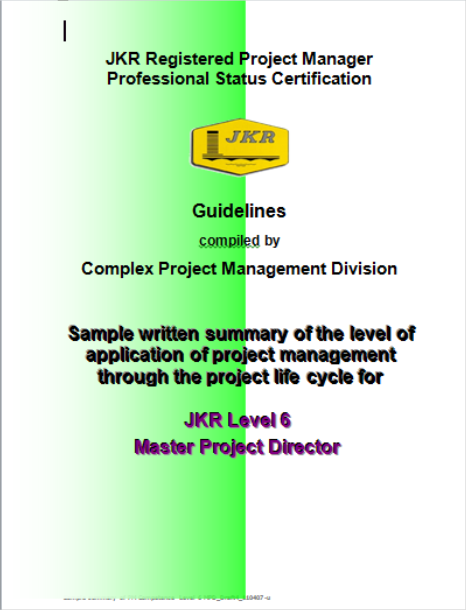 JKR Registered Project Manager
Professional Status Certification
JKR
Guidelines
compiled by
Complex Project Management Division
Sample written summary of the level of
application of project management
through the project life cycle for
JKR Level 6
Master Project Director